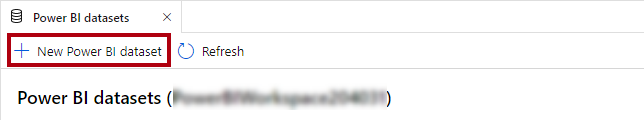 Power BI datasets
New Power BI dataset Refresh
Power BI datasets ( )